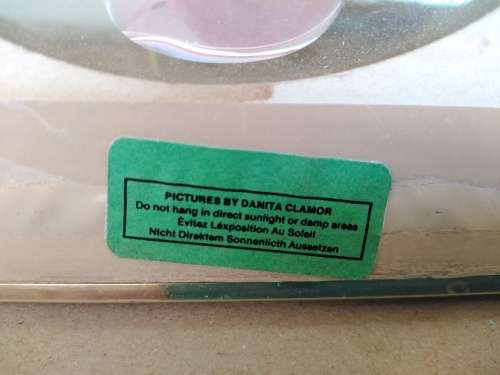 PICTURES BY DANITA CLAMOR
Do not hang in direct sunlight or damp areas
Évitez Léxposition Au Soleil
Nicht Direktem Sonnenlicth Aussetzen